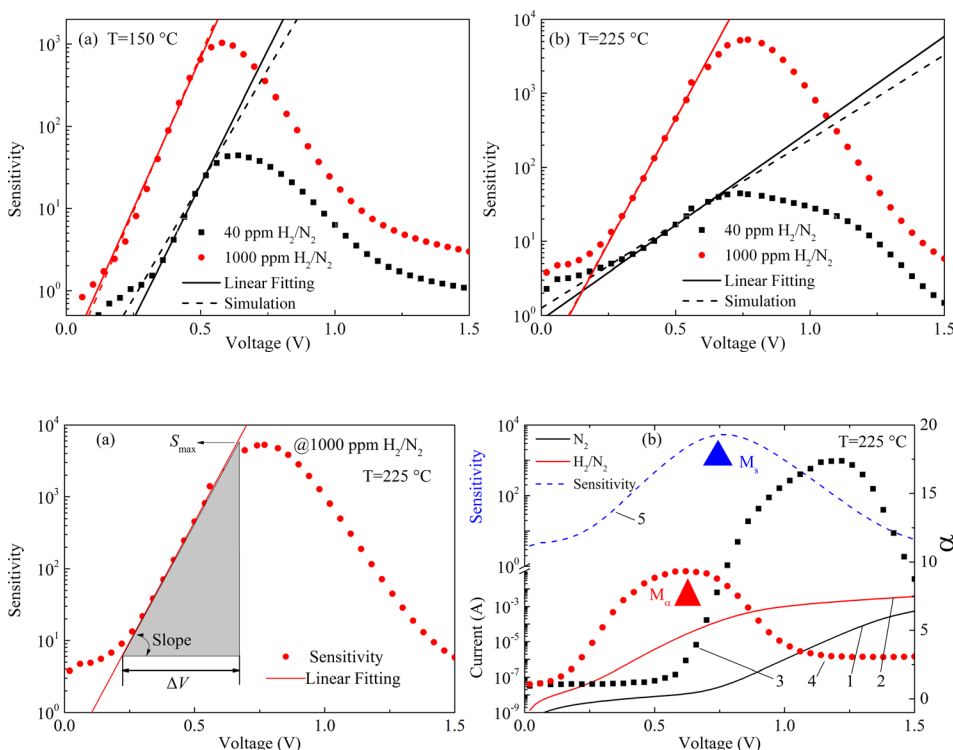 (a) T=150 °C
10³
10²
10¹
10⁰
Sensitivity
40 ppm H₂/N₂
1000 ppm H₂/N₂
Linear Fitting
Simulation
0.0 0.5 1.0 1.5
Voltage (V)
(b) T=225 °C
10⁴
10³
10²
10¹
10⁰
Sensitivity
40 ppm H₂/N₂
1000 ppm H₂/N₂
Linear Fitting
Simulation
0.0 0.5 1.0 1.5
Voltage (V)
(a)
Smax
@1000 ppm H₂/N₂
T=225 °C
10⁴
10³
10²
10¹
10⁰
Sensitivity
Slope
ΔV
Sensitivity
Linear Fitting
0.0 0.5 1.0 1.5
Voltage (V)
(b) T=225 °C
N₂
H₂/N₂
Sensitivity
10⁴
10²
10⁰
Sensitivity
Mₛ
5
Mα
10⁻³
10⁻⁵
10⁻⁷
10⁻⁹
Current (A)
3 4 1 2
20
15
10
5
0
α
0.0 0.5 1.0 1.5
Voltage (V)